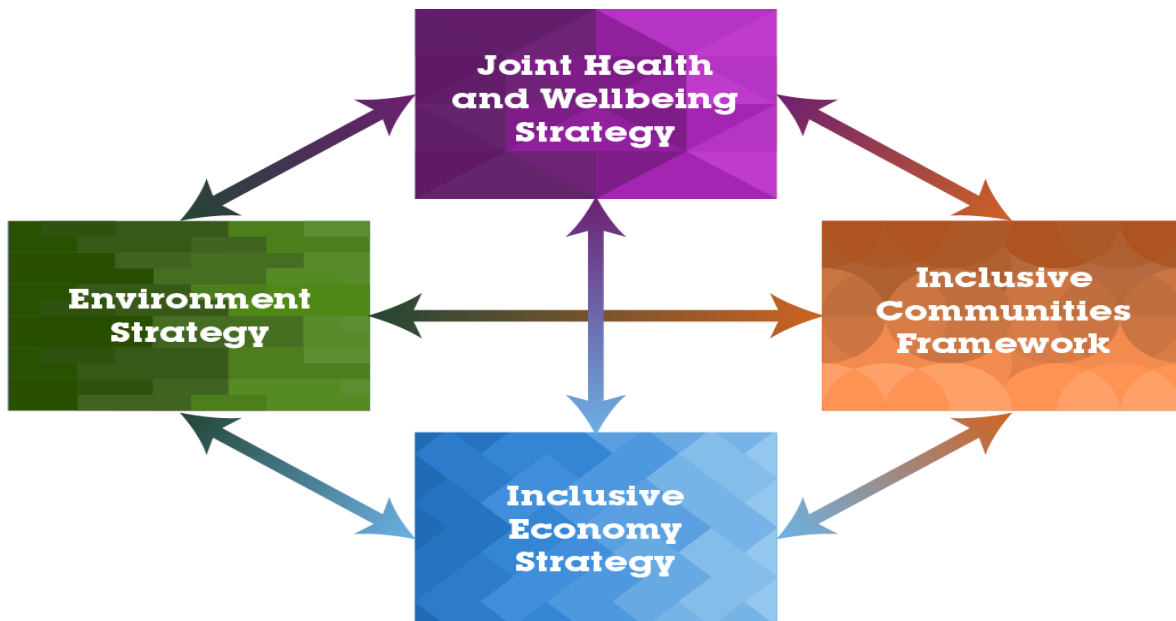 Joint Health
and Wellbeing
Strategy
Environment
Strategy
Inclusive
Communities
Framework
Inclusive
Economy
Strategy